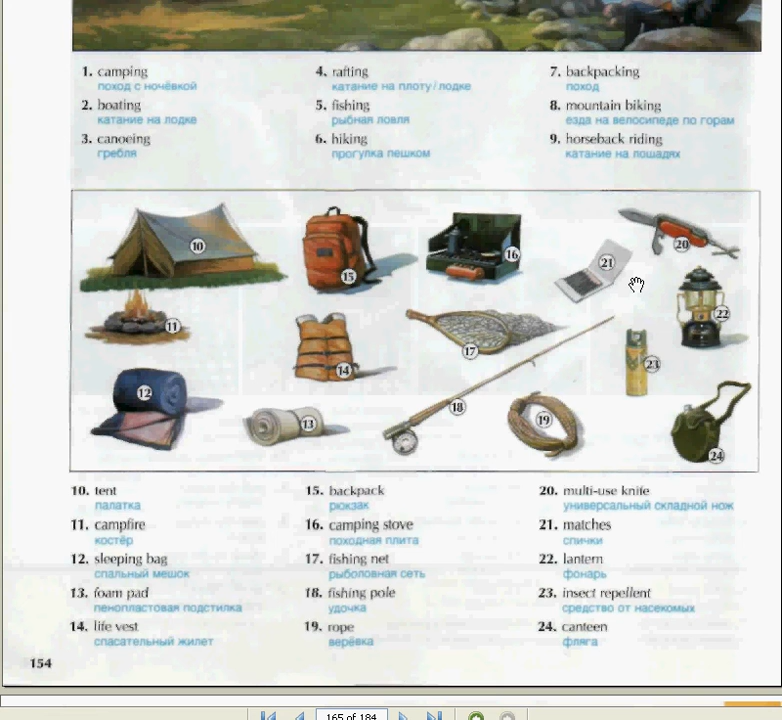 1. camping
поход с ночёвкой
2. boating
катание на лодке
3. canoeing
гребля
4. rafting
катание на плоту/лодке
5. fishing
рыбная ловля
6. hiking
прогулка пешком
7. backpacking
поход
8. mountain biking
езда на велосипеде по горам
9. horseback riding
катание на лошадях
10
15
16
21
20
11
14
17
23
22
12
13
18
19
24
10. tent
палатка
11. campfire
костёр
12. sleeping bag
спальный мешок
13. foam pad
пенопластовая подстилка
14. life vest
спасательный жилет
15. backpack
рюкзак
16. camping stove
походная плита
17. fishing net
рыболовная сеть
18. fishing pole
удочка
19. rope
верёвка
20. multi-use knife
универсальный складной нож
21. matches
спички
22. lantern
фонарь
23. insect repellent
средство от насекомых
24. canteen
фляга
154
165 of 184